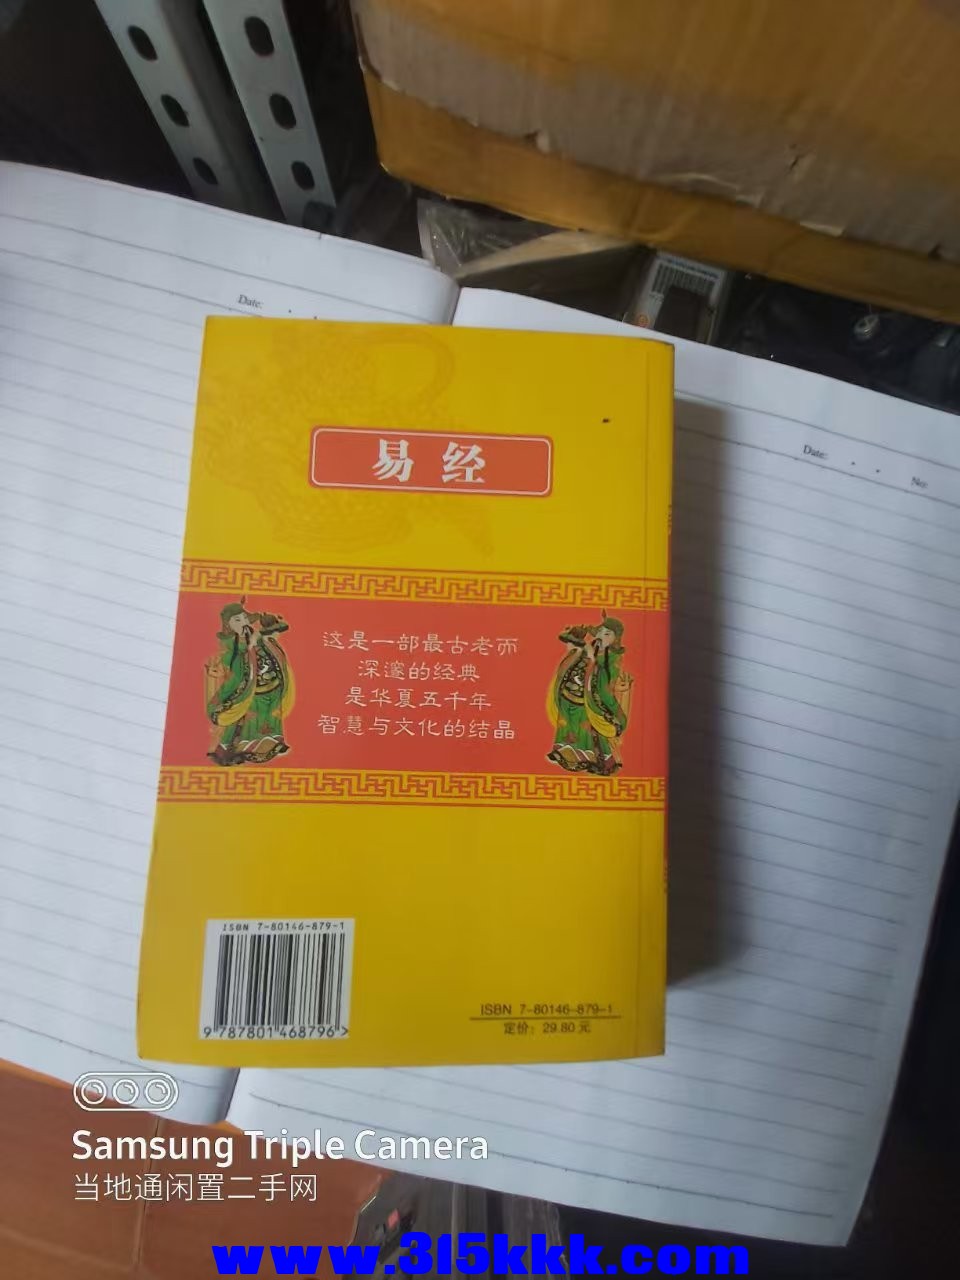 Date:
Date:
No:
易经
这是一部最古老而
深邃的经典
是华夏五千年
智慧与文化的结晶
ISBN 7-80146-879-1
9 787801 468796 >
ISBN 7-80146-879-1
定价：29.80 元
Samsung Triple Camera
当地通闲置二手网
www.315kkk.com